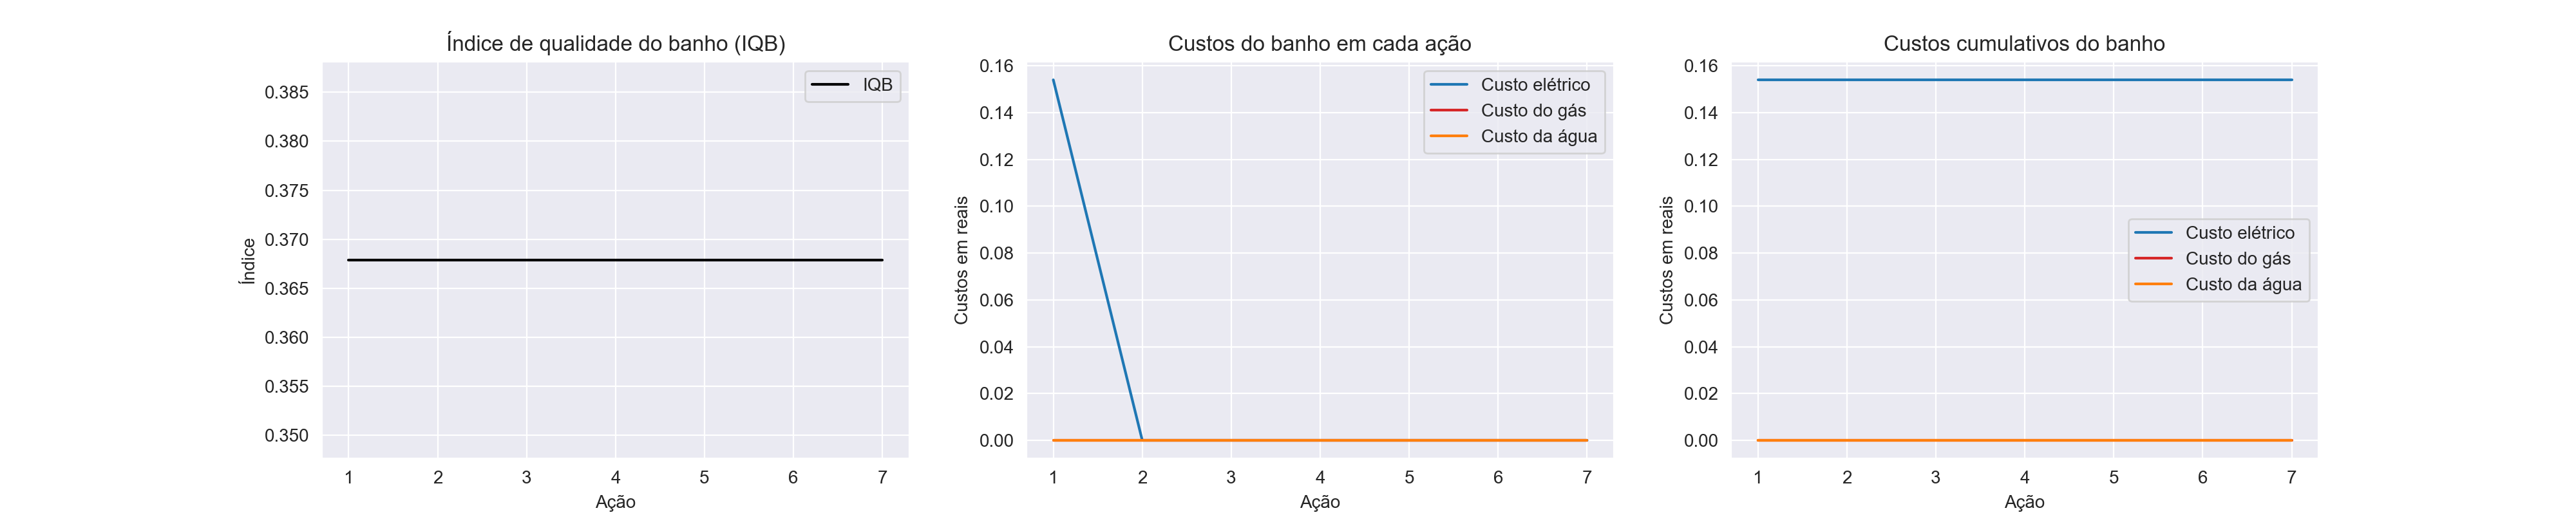 Índice de qualidade do banho (IQB)
IQB
0.385
0.380
0.375
0.370
0.365
0.360
0.355
0.350
Índice
1 2 3 4 5 6 7
Ação
Custos do banho em cada ação
Custo elétrico
Custo do gás
Custo da água
0.16
0.14
0.12
0.10
0.08
0.06
0.04
0.02
0.00
Custos em reais
1 2 3 4 5 6 7
Ação
Custos cumulativos do banho
Custo elétrico
Custo do gás
Custo da água
0.16
0.14
0.12
0.10
0.08
0.06
0.04
0.02
0.00
Custos em reais
1 2 3 4 5 6 7
Ação